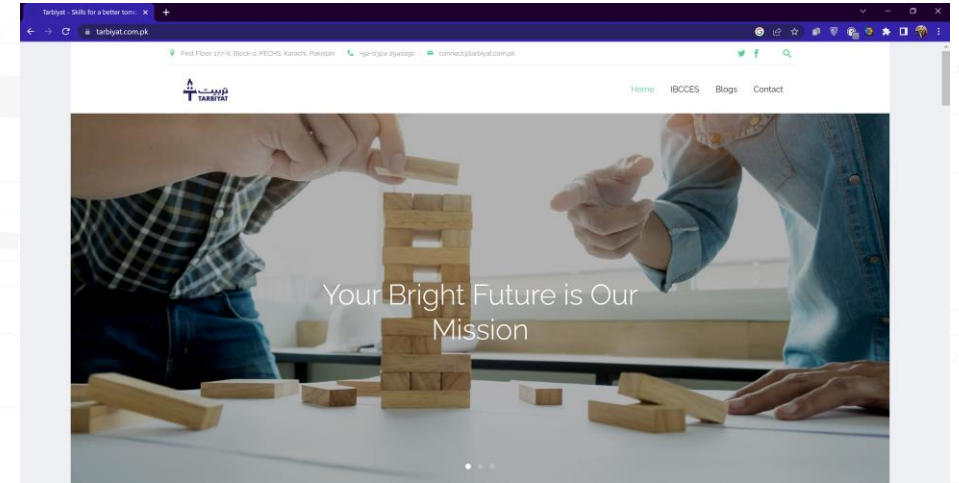 Tarbiyat - Skills for a better tom
tarbiyat.com.pk
First Floor, 177-X, Block-2, PECHS, Karachi, Pakistan
connect@tarbiyat.com.pk
تربیت
TARBIYAT
Home IBCCES Blogs Contact
Your Bright Future is Our
Mission